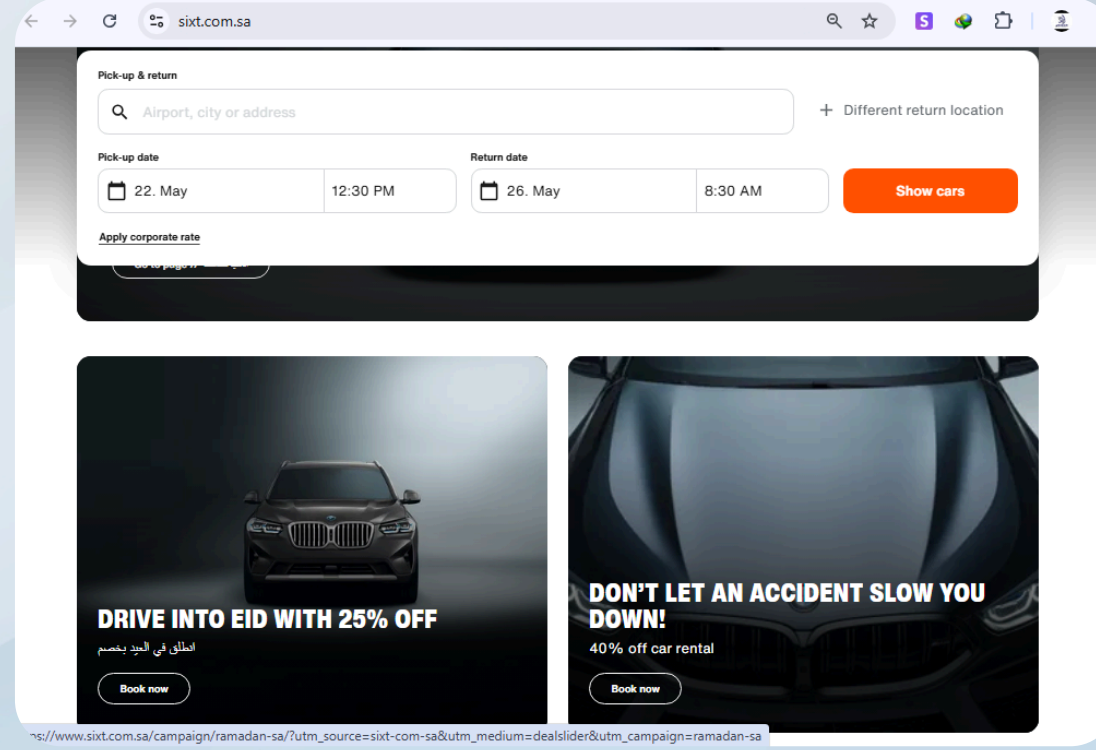 sixt.com.sa
Pick-up & return
Airport, city or address
+ Different return location
Pick-up date
Return date
22. May
12:30 PM
26. May
8:30 AM
Show cars
Apply corporate rate
DRIVE INTO EID WITH 25% OFF
انطلق في العيد بخصم
Book now
DON'T LET AN ACCIDENT SLOW YOU
DOWN!
40% off car rental
Book now
ps://www.sixt.com.sa/campaign/ramadan-sa/?utm_source=sixt-com-sa&utm_medium=dealslider&utm_campaign=ramadan-sa